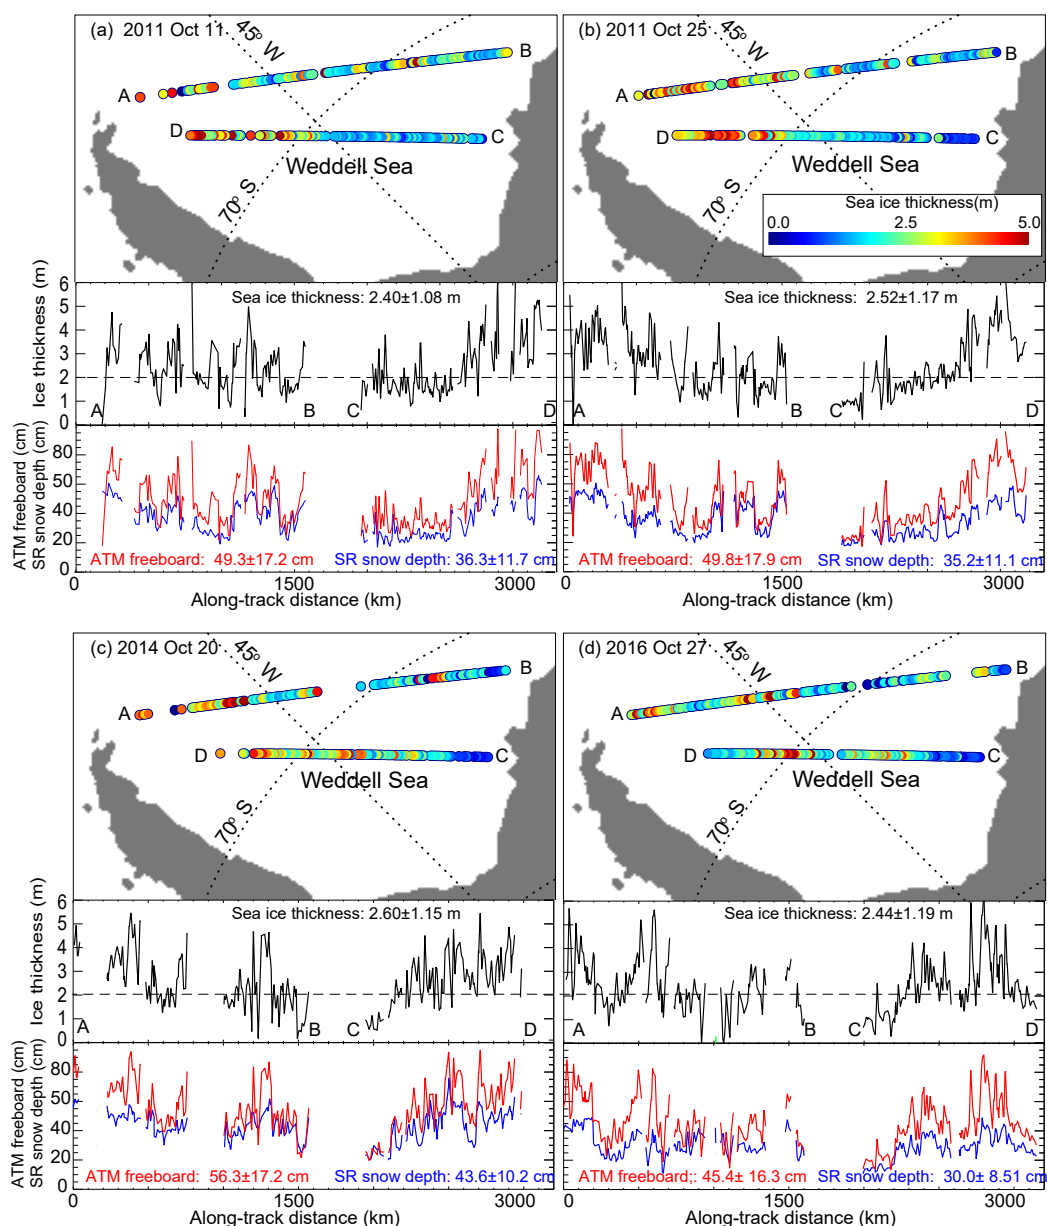 (a) 2011 Oct 11
45° W
B
A
D
C
Weddell Sea
70° S
(b) 2011 Oct 25
45° W
B
A
D
C
Weddell Sea
70° S
Sea ice thickness(m)
0.0 2.5 5.0
Ice thickness (m)
6
5
4
3
2
1
0
Sea ice thickness: 2.40±1.08 m
A B C D
Sea ice thickness: 2.52±1.17 m
A B C D
ATM freeboard (cm)
SR snow depth (cm)
80
60
40
20
0
ATM freeboard: 49.3±17.2 cm
SR snow depth: 36.3±11.7 cm
ATM freeboard: 49.8±17.9 cm
SR snow depth: 35.2±11.1 cm
0 1500 3000
Along-track distance (km)
0 1500 3000
Along-track distance (km)
(c) 2014 Oct 20
45° W
B
A
D
C
Weddell Sea
70° S
(d) 2016 Oct 27
45° W
B
A
D
C
Weddell Sea
70° S
Ice thickness (m)
6
5
4
3
2
1
0
Sea ice thickness: 2.60±1.15 m
A B C D
Sea ice thickness: 2.44±1.19 m
A B C D
ATM freeboard (cm)
SR snow depth (cm)
80
60
40
20
0
ATM freeboard: 56.3±17.2 cm
SR snow depth: 43.6±10.2 cm
ATM freeboard: 45.4± 16.3 cm
SR snow depth: 30.0± 8.51 cm
0 1500 3000
Along-track distance (km)
0 1500 3000
Along-track distance (km)